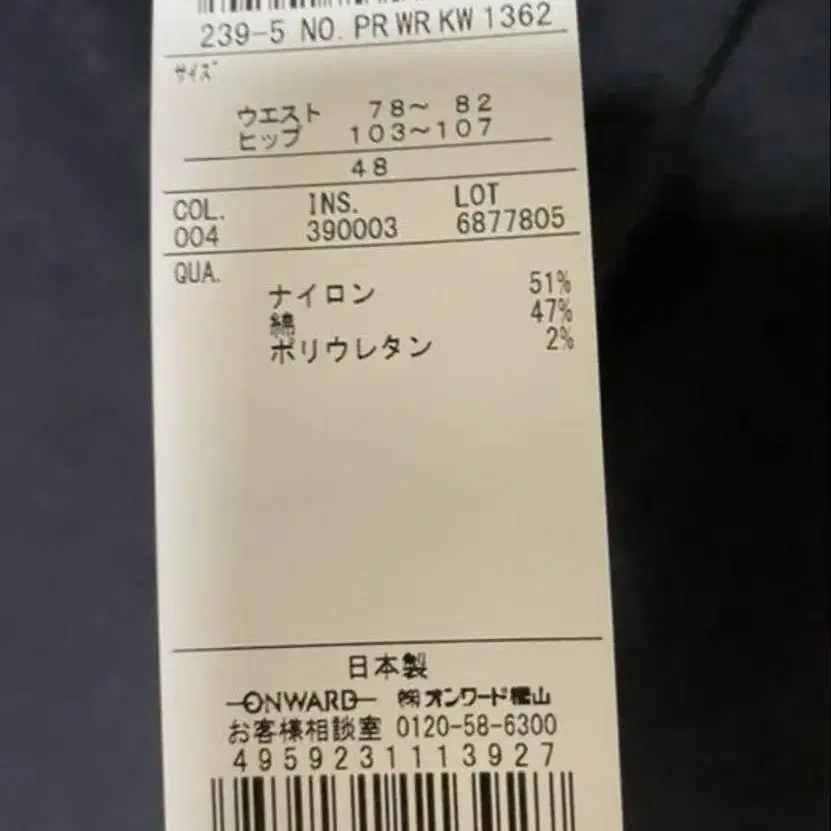 239-5 NO. PR WR KW 1362
サイズ
ウエスト 78～ 82
ヒップ 103～107
48
COL. INS. LOT
004 390003 6877805
QUA.
ナイロン 51%
綿 47%
ポリウレタン 2%
日本製
ONWARD ㈱オンワード樫山
お客様相談室 0120-58-6300
4959231113927